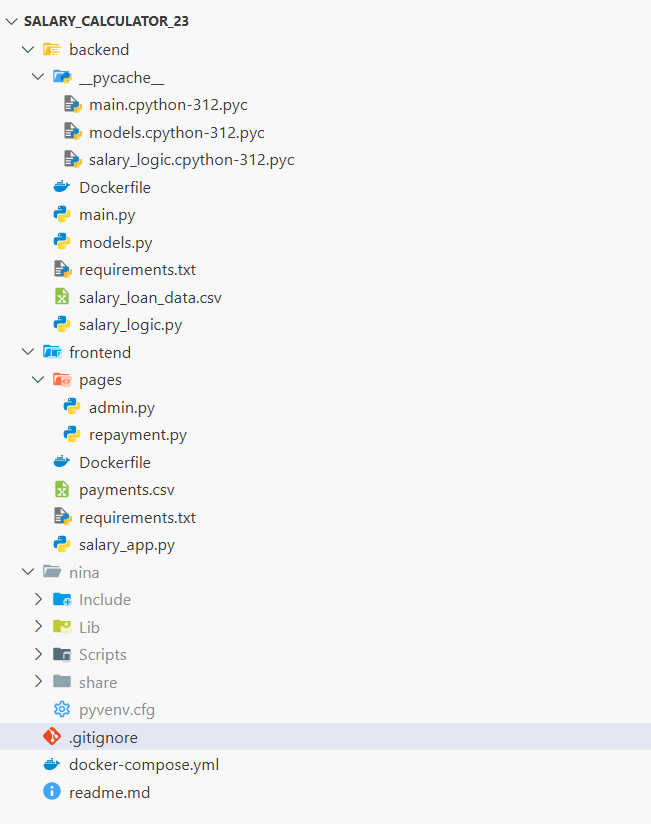 SALARY_CALCULATOR_23
backend
__pycache__
main.cpython-312.pyc
models.cpython-312.pyc
salary_logic.cpython-312.pyc
Dockerfile
main.py
models.py
requirements.txt
salary_loan_data.csv
salary_logic.py
frontend
pages
admin.py
repayment.py
Dockerfile
payments.csv
requirements.txt
salary_app.py
nina
Include
Lib
Scripts
share
pyvenv.cfg
.gitignore
docker-compose.yml
readme.md